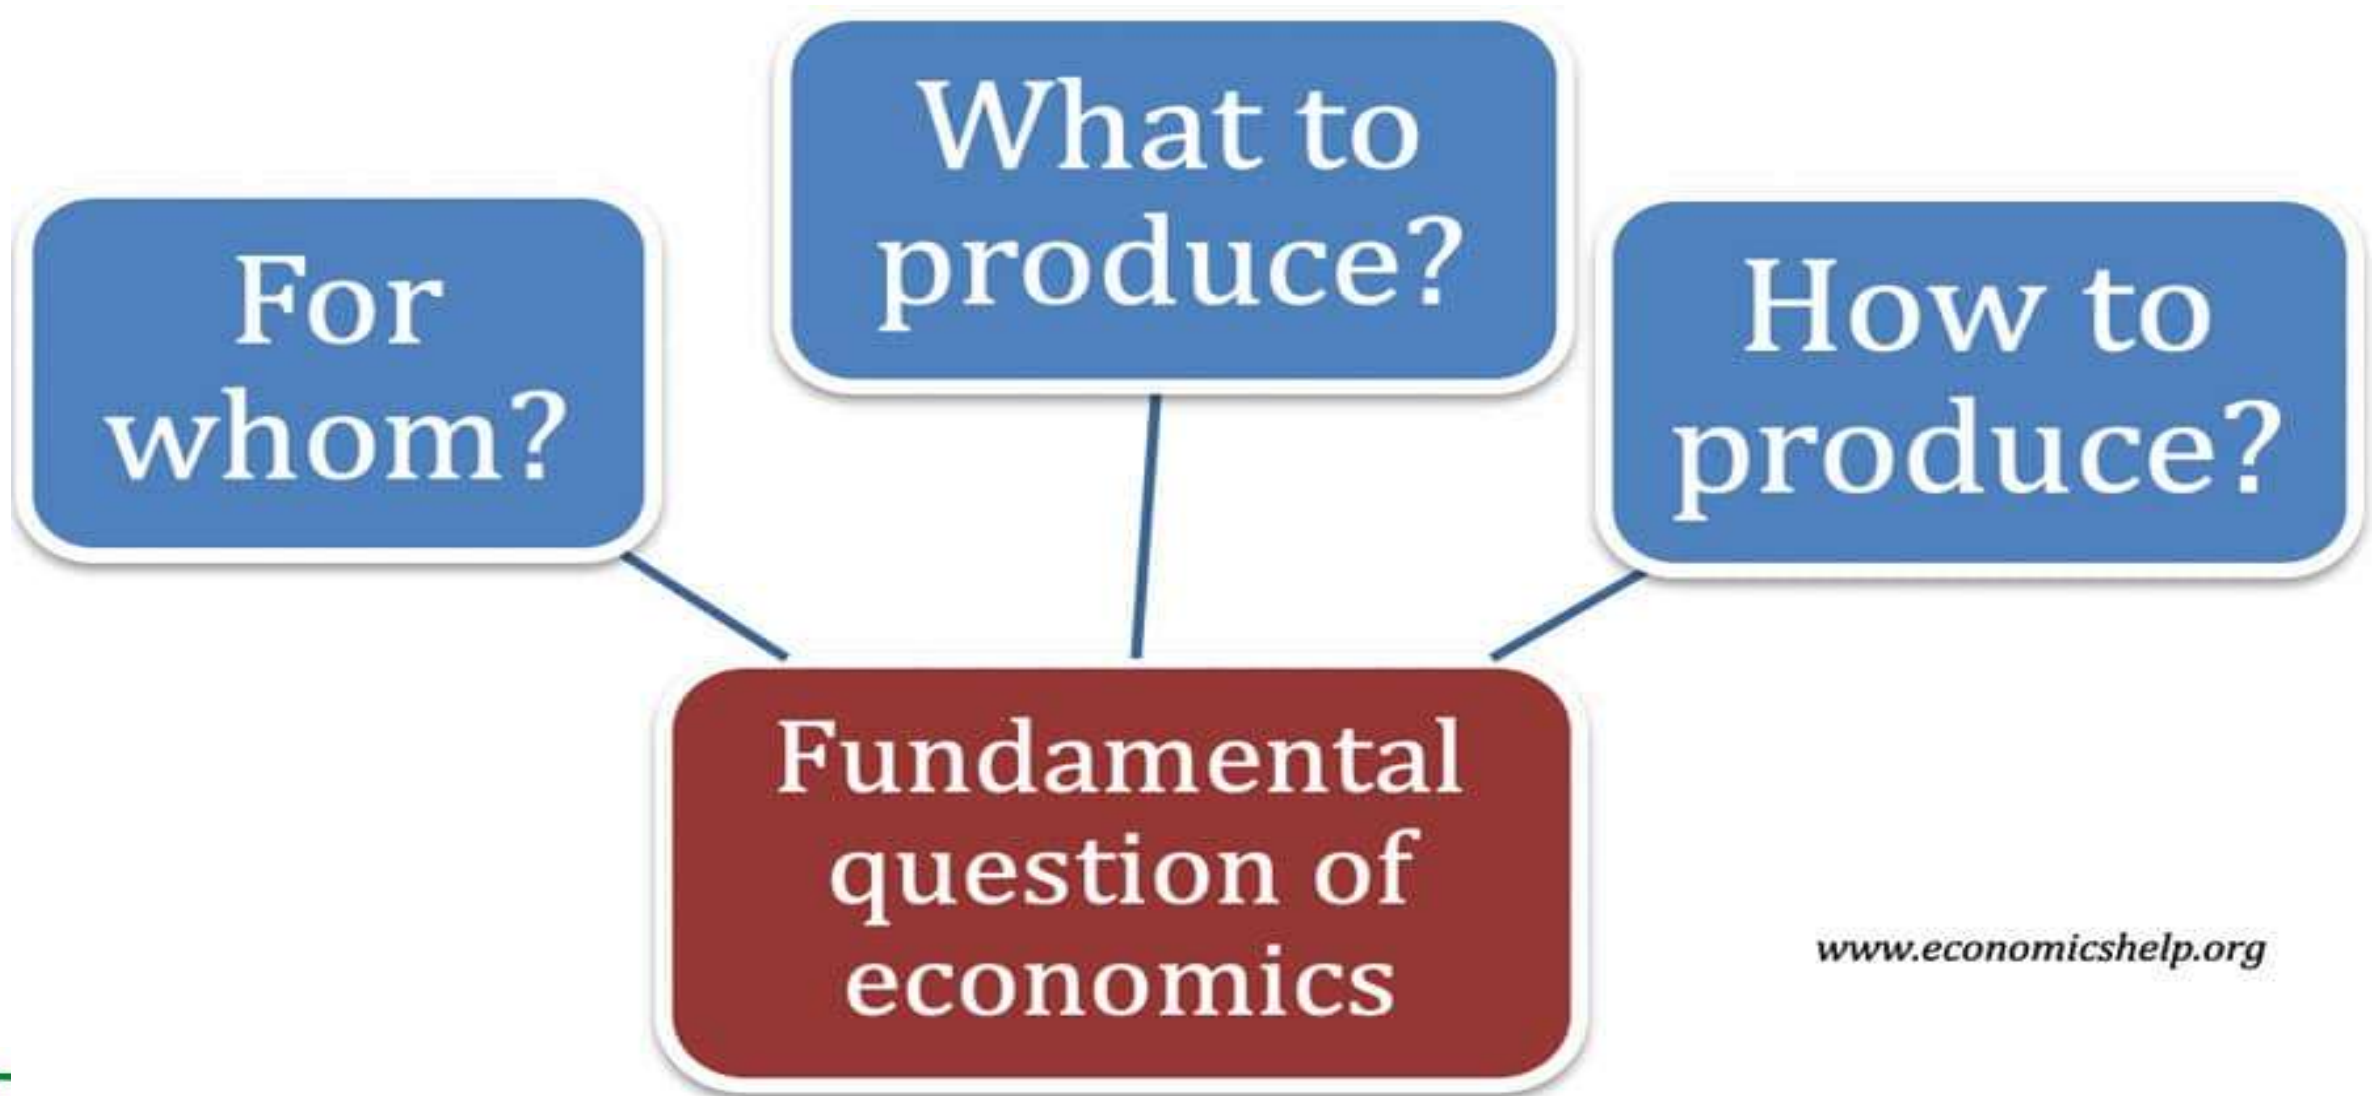 What to
produce?
For
whom?
How to
produce?
Fundamental
question of
economics
www.economicshelp.org